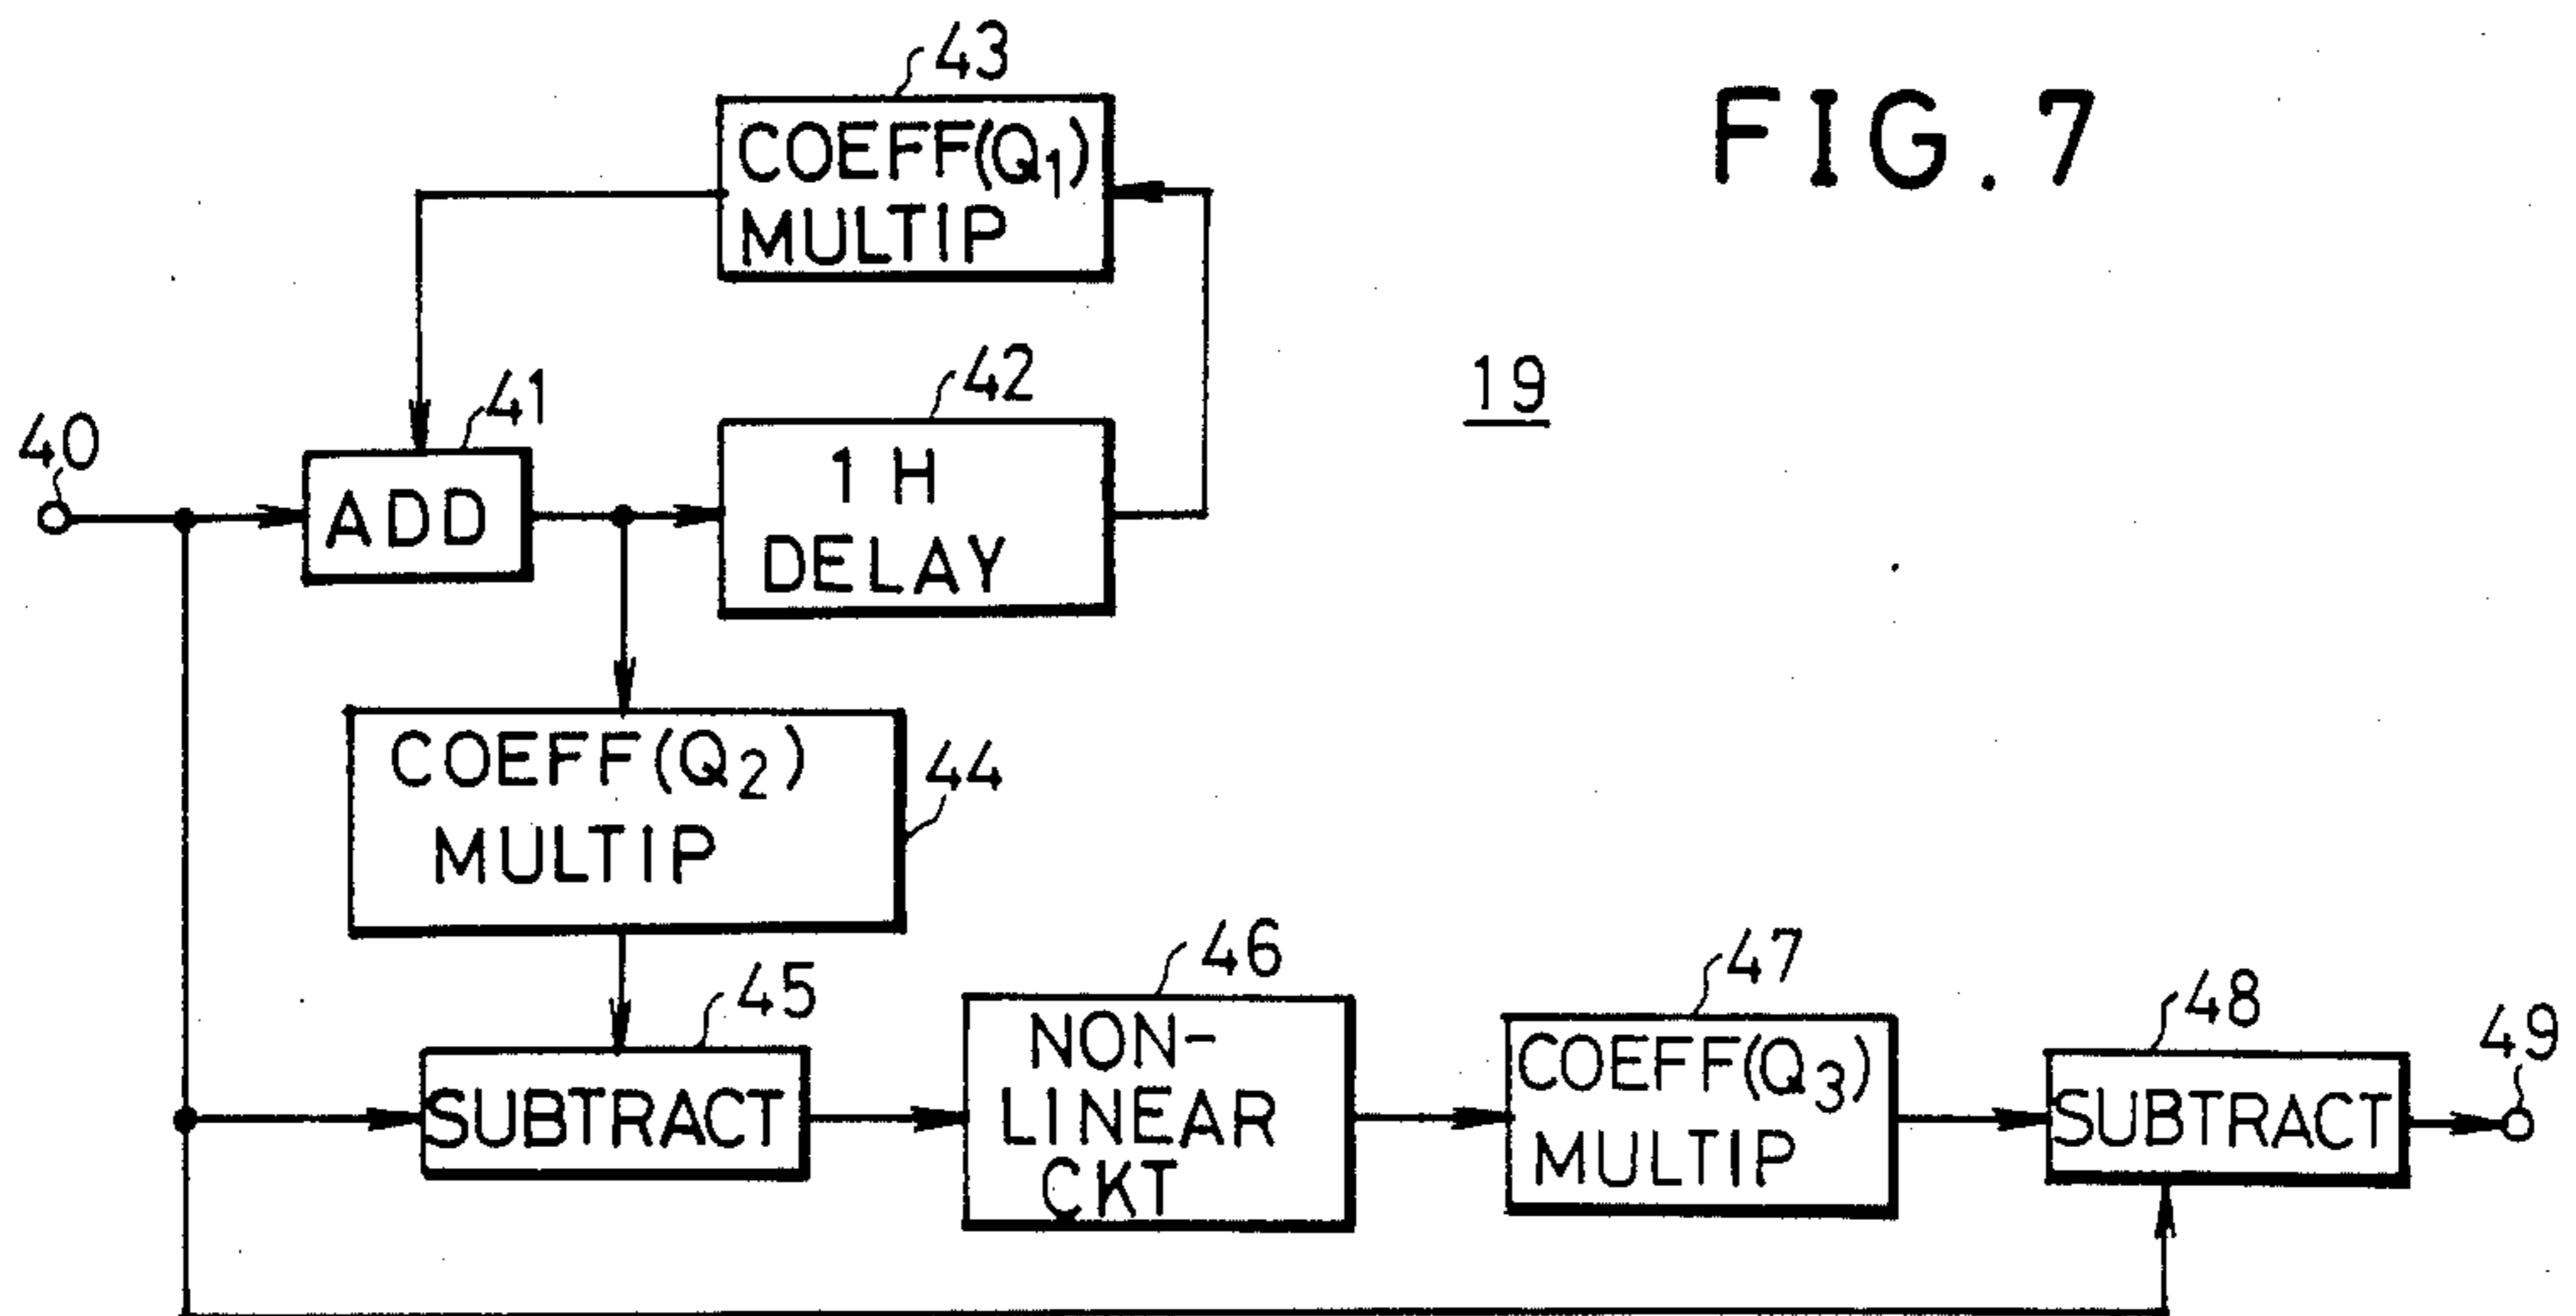 FIG. 7
19
43
COEFF(Q1)
MULTIP
40
41
ADD
42
1 H
DELAY
COEFF(Q2)
MULTIP
44
45
SUBTRACT
46
NON-
LINEAR
CKT
47
COEFF(Q3)
MULTIP
48
SUBTRACT
49